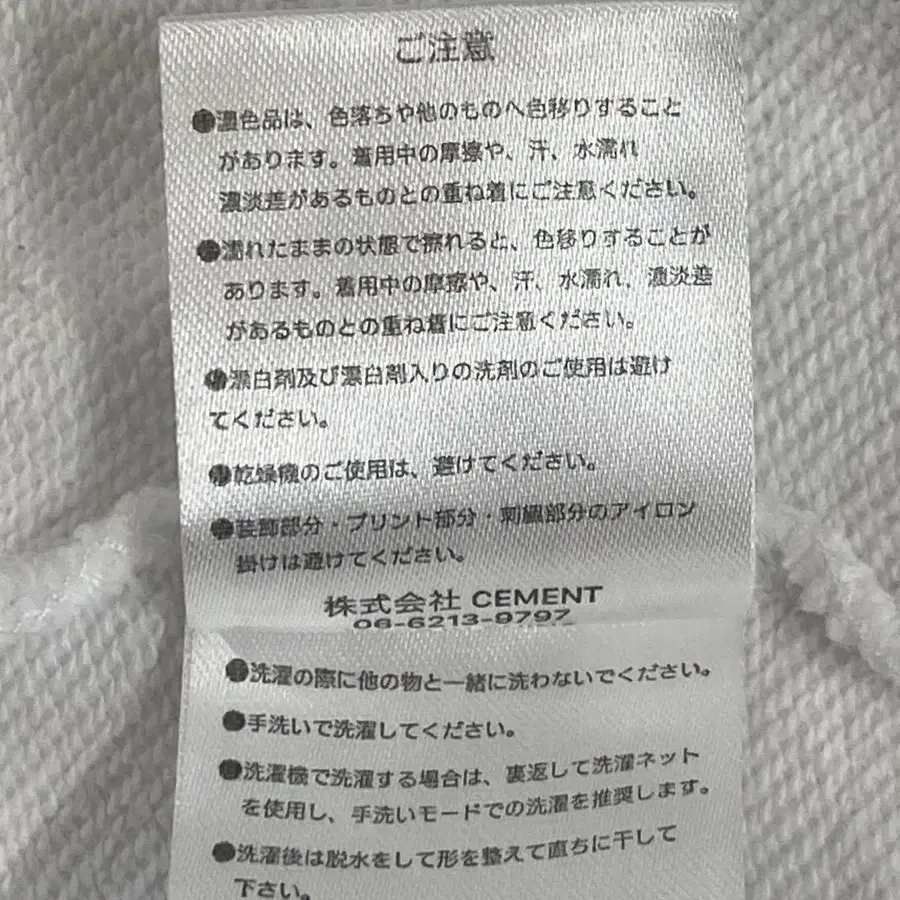 ご注意
●濃色品は、色落ちや他のものへ色移りすること
があります。着用中の摩擦や、汗、水濡れ
濃淡差があるものとの重ね着にご注意ください。
●濡れたままの状態で擦れると、色移りすることが
あります。着用中の摩擦や、汗、水濡れ、濃淡差
があるものとの重ね着にご注意ください。
●漂白剤及び漂白剤入りの洗剤のご使用は避け
てください。
●乾燥機のご使用は、避けてください。
●装飾部分・プリント部分・刺繍部分のアイロン
掛けは避けてください。
株式会社 CEMENT
06-6213-9797
●洗濯の際に他の物と一緒に洗わないでください。
●手洗いで洗濯してください。
●洗濯機で洗濯する場合は、裏返して洗濯ネット
を使用し、手洗いモードでの洗濯を推奨します。
●洗濯後は脱水をして形を整えて直ちに干して
下さい。